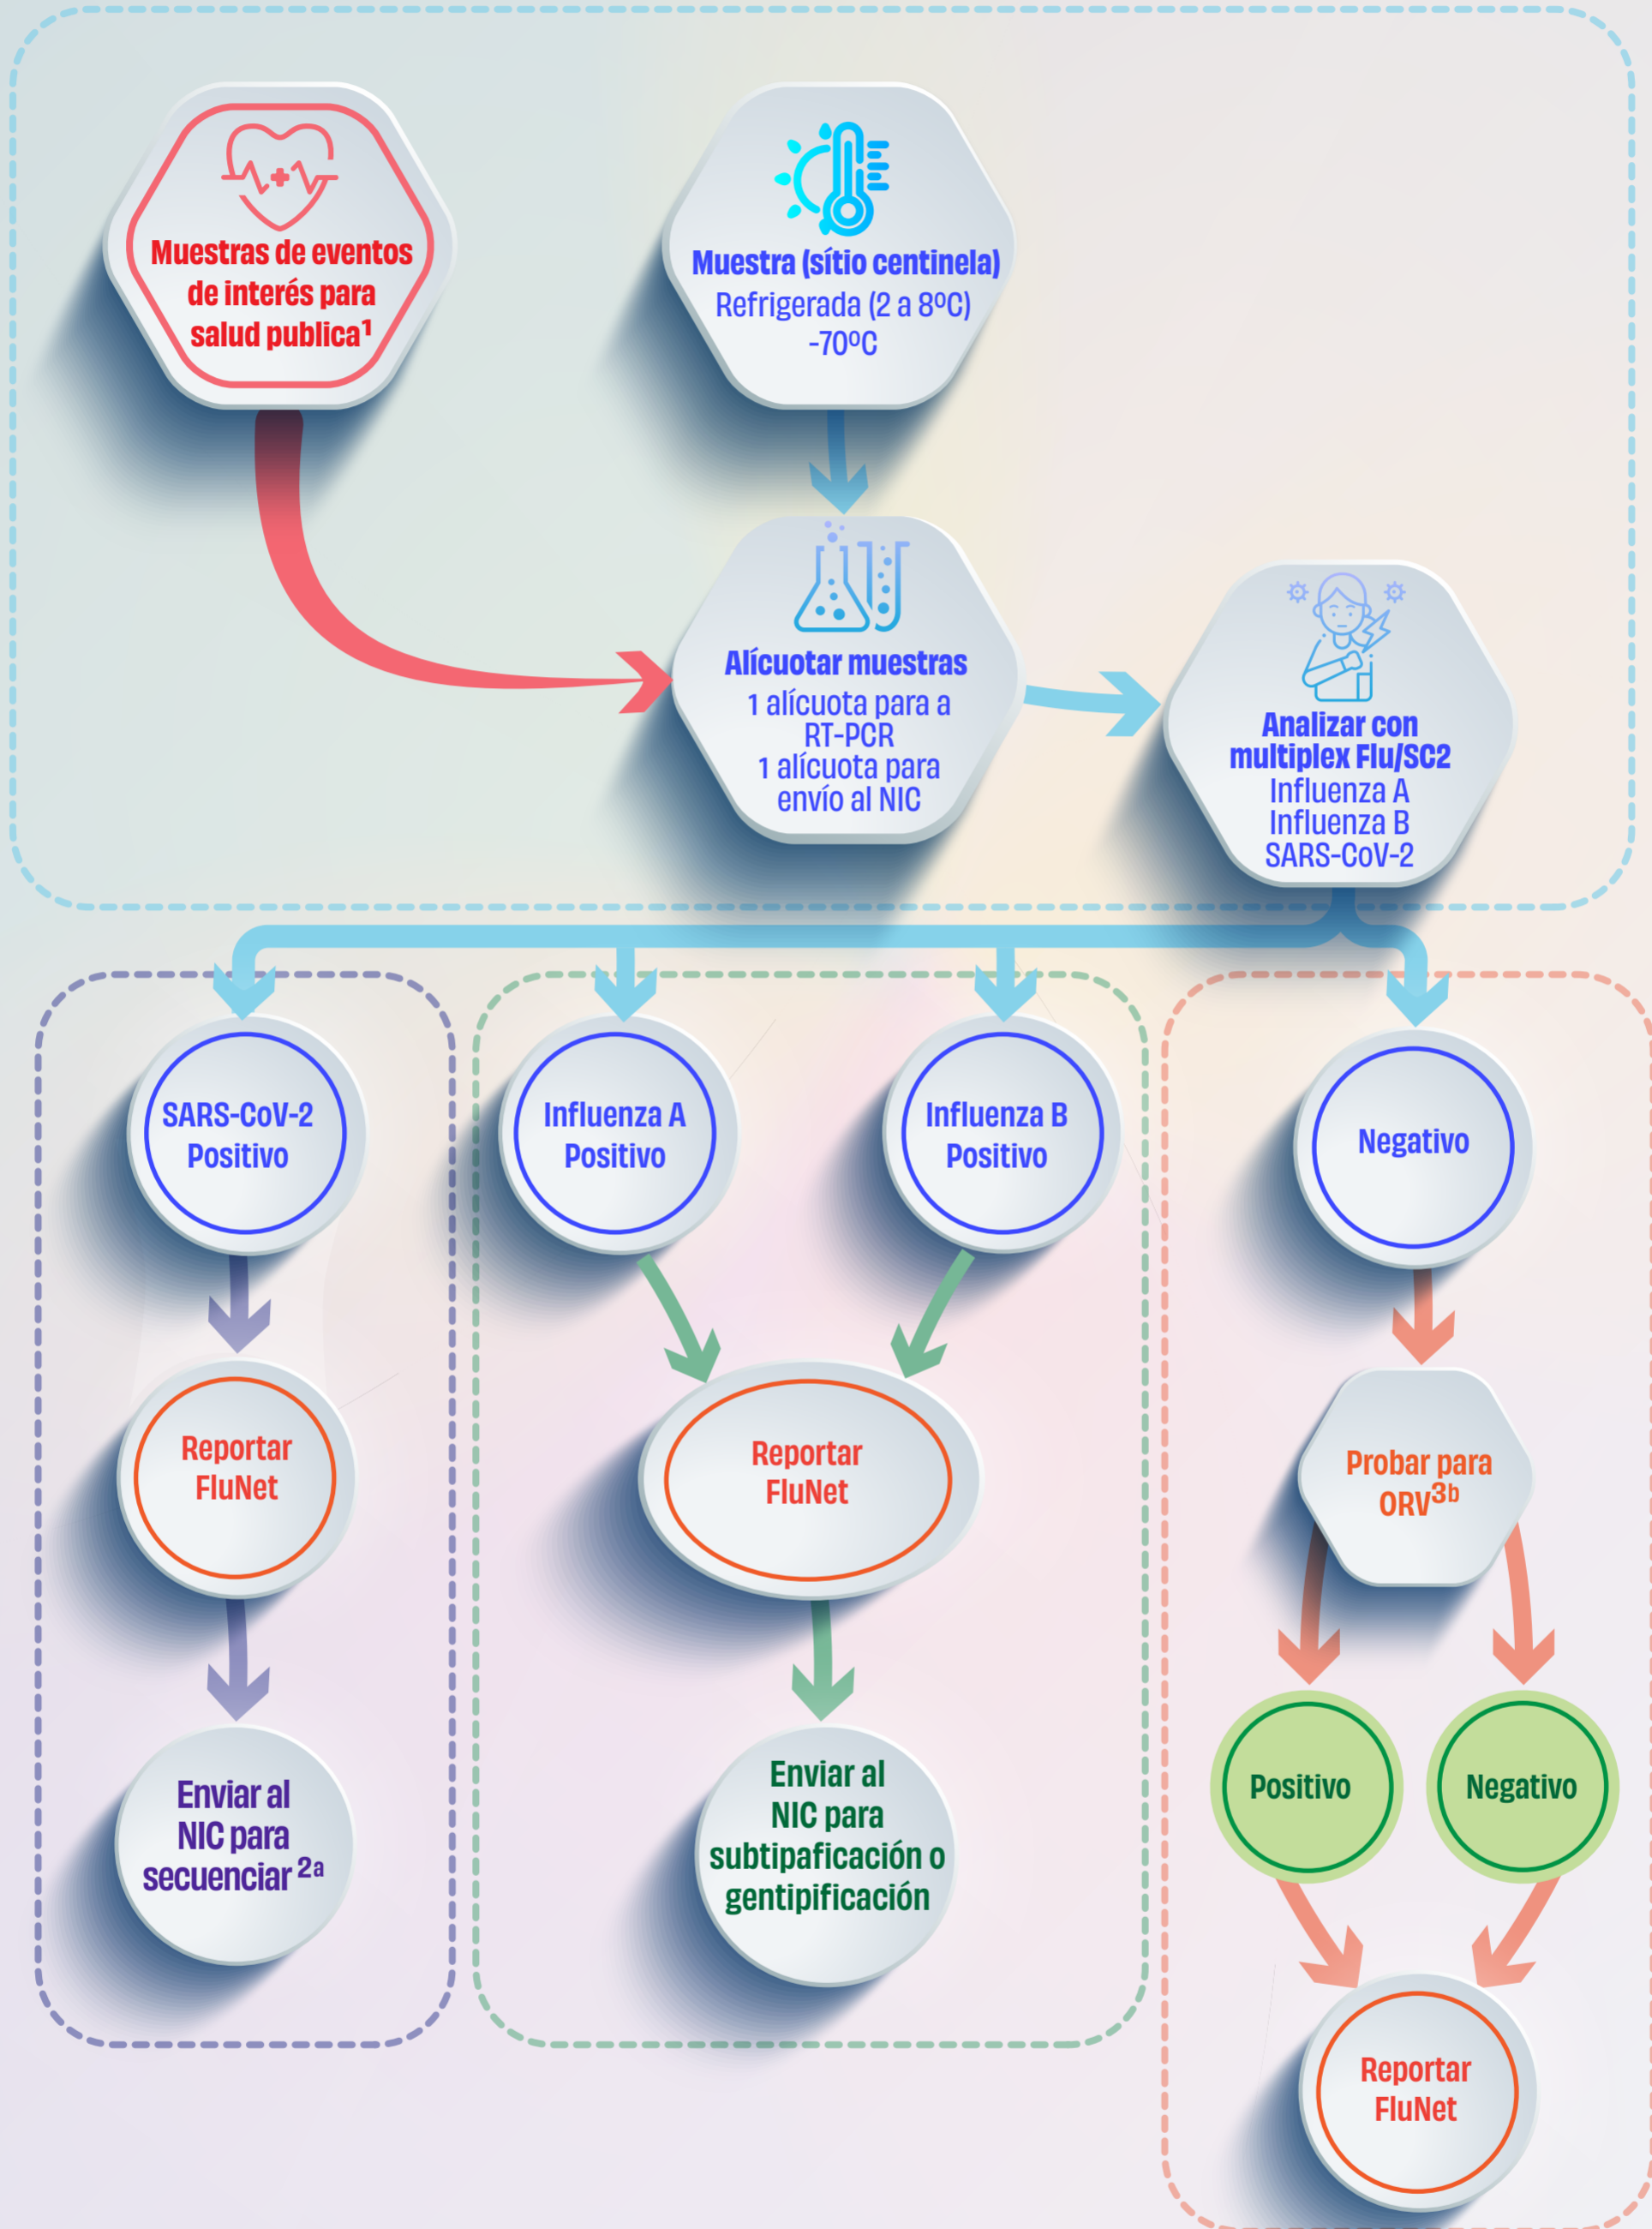 Muestras de eventos
de interés para
salud publica¹
Muestra (sítio centinela)
Refrigerada (2 a 8ºC)
-70ºC
Alícuotar muestras
1 alícuota para a
RT-PCR
1 alícuota para
envío al NIC
Analizar con
multiplex Flu/SC2
Influenza A
Influenza B
SARS-CoV-2
SARS-CoV-2
Positivo
Influenza A
Positivo
Influenza B
Positivo
Negativo
Reportar
FluNet
Reportar
FluNet
Probar para
ORV³ᵇ
Enviar al
NIC para
secuenciar ²ᵃ
Enviar al
NIC para
subtipaficación o
gentipificación
Positivo
Negativo
Reportar
FluNet